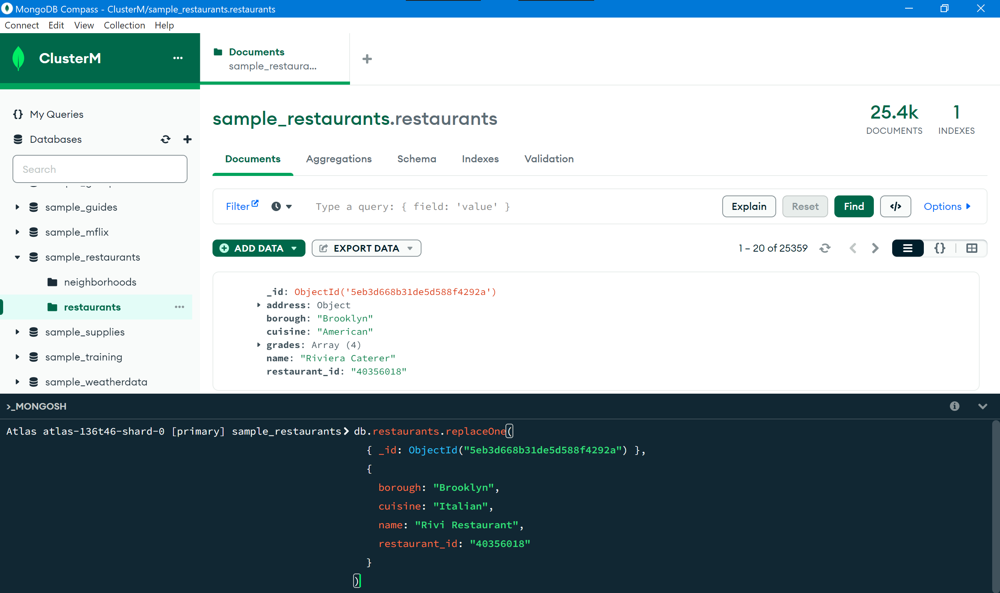 MongoDB Compass - ClusterM/sample_restaurants.restaurants
Connect Edit View Collection Help
ClusterM
Documents
sample_restaura...
My Queries
Databases
Search
sample_guides
sample_mflix
sample_restaurants
neighborhoods
restaurants
sample_supplies
sample_training
sample_weatherdata
sample_restaurants.restaurants
25.4k
DOCUMENTS
1
INDEXES
Documents Aggregations Schema Indexes Validation
Filter Type a query: { field: 'value' } Explain Reset Find </> Options
ADD DATA EXPORT DATA 1 – 20 of 25359 {}
_id: ObjectId('5eb3d668b31de5d588f4292a')
address: Object
borough: "Brooklyn"
cuisine: "American"
grades: Array (4)
name: "Riviera Caterer"
restaurant_id: "40356018"
>_MONGOSH
Atlas atlas-136t46-shard-0 [primary] sample_restaurants> db.restaurants.replaceOne(
{ _id: ObjectId("5eb3d668b31de5d588f4292a") },
{
borough: "Brooklyn",
cuisine: "Italian",
name: "Rivi Restaurant",
restaurant_id: "40356018"
}
)